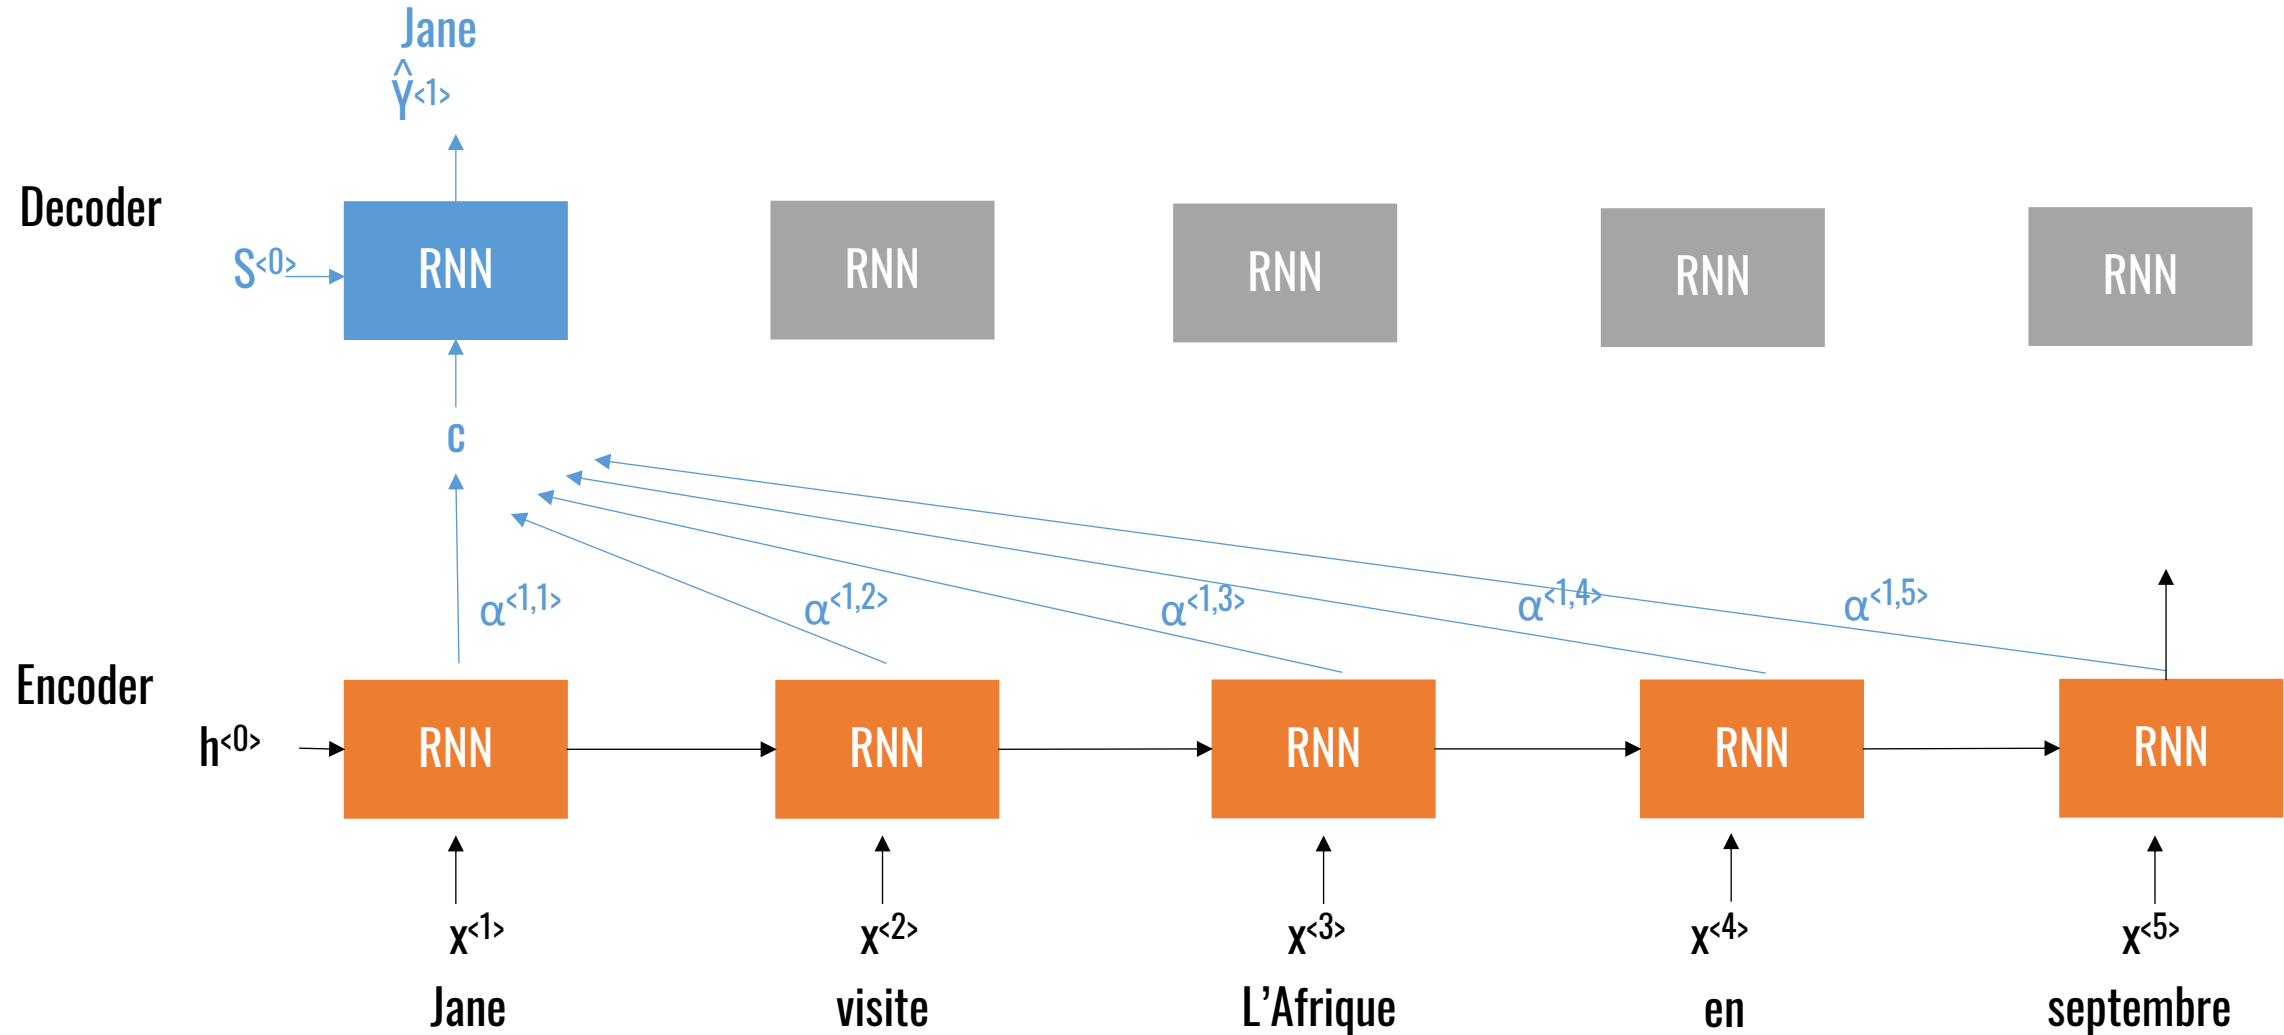 Jane
Ŷ<1>
Decoder
S<0>
RNN RNN RNN RNN RNN
c
α<1,1> α<1,2> α<1,3> α<1,4> α<1,5>
Encoder
h<0>
RNN RNN RNN RNN RNN
x<1> x<2> x<3> x<4> x<5>
Jane visite L’Afrique en septembre